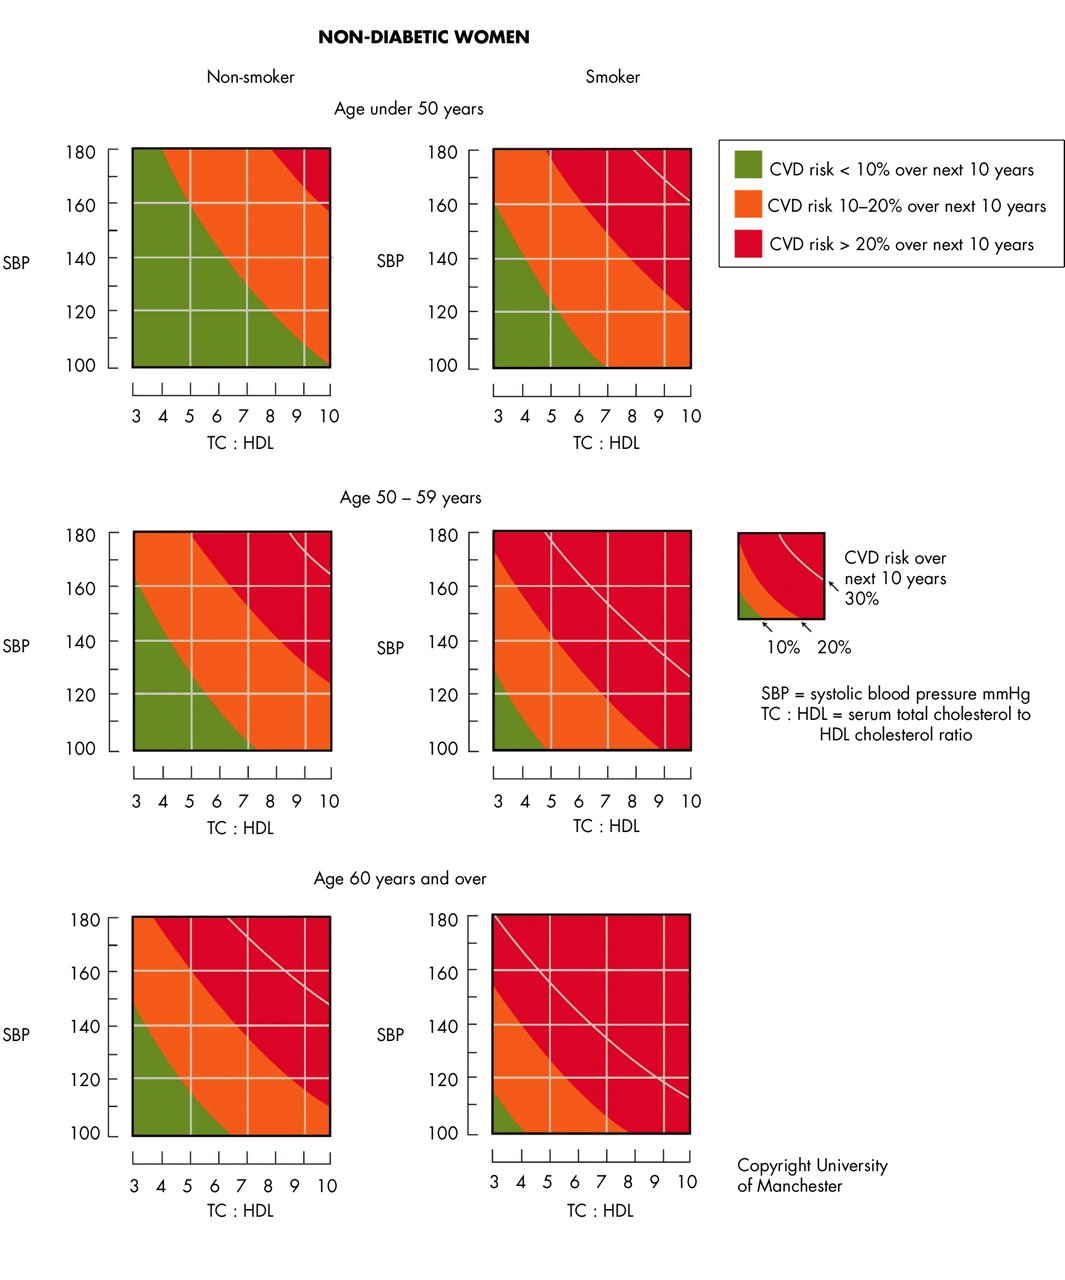 NON-DIABETIC WOMEN
Non-smoker Smoker
Age under 50 years
180
160
SBP 140
120
100
3 4 5 6 7 8 9 10
TC : HDL
180
160
SBP 140
120
100
3 4 5 6 7 8 9 10
TC : HDL
CVD risk < 10% over next 10 years
CVD risk 10–20% over next 10 years
CVD risk > 20% over next 10 years
Age 50 – 59 years
180
160
SBP 140
120
100
3 4 5 6 7 8 9 10
TC : HDL
180
160
SBP 140
120
100
3 4 5 6 7 8 9 10
TC : HDL
CVD risk over
next 10 years
30%
10% 20%
SBP = systolic blood pressure mmHg
TC : HDL = serum total cholesterol to
HDL cholesterol ratio
Age 60 years and over
180
160
SBP 140
120
100
3 4 5 6 7 8 9 10
TC : HDL
180
160
SBP 140
120
100
3 4 5 6 7 8 9 10
TC : HDL
Copyright University
of Manchester